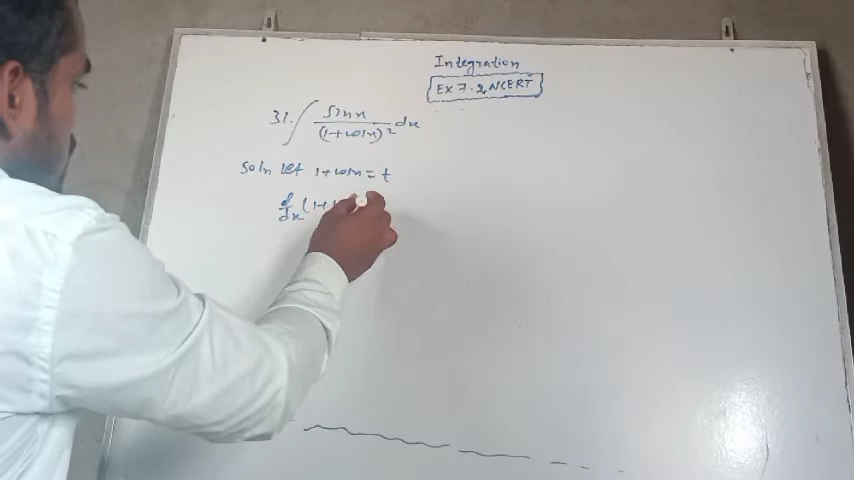 Integration
EX 7.2 NCERT
31. ∫ sinx / (1+cosx)² dx
Soln let 1+cosx = t
d/dx (1+